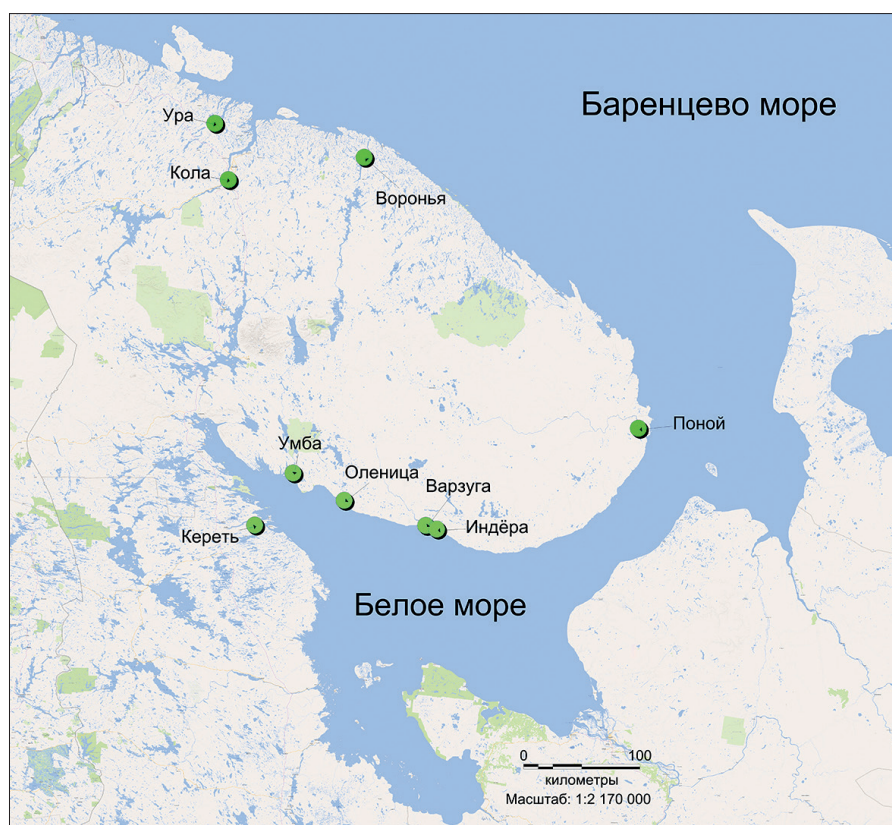 Баренцево море
Ура
Кола
Воронья
Поной
Умба
Оленица
Варзуга
Индёра
Кереть
Белое море
0 100
километры
Масштаб: 1:2 170 000